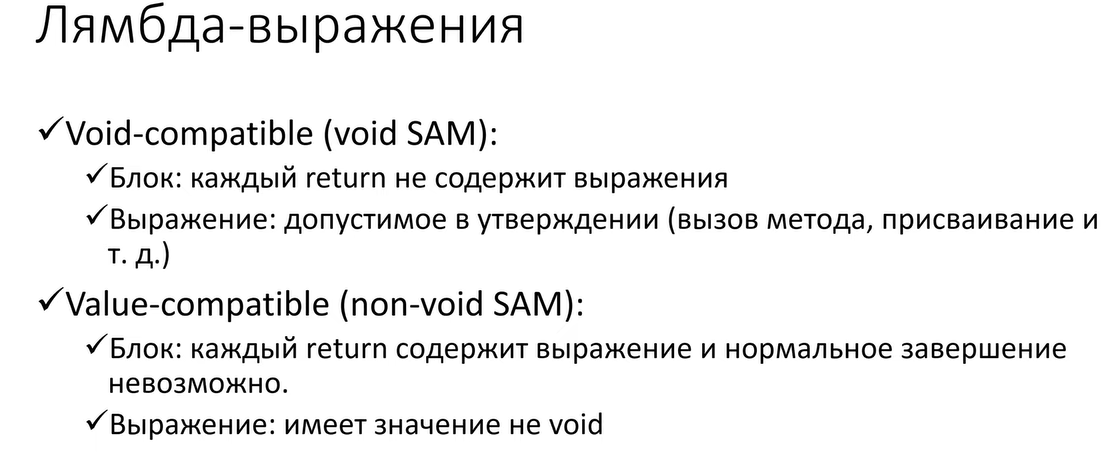 Лямбда-выражения
✓Void-compatible (void SAM):
✓Блок: каждый return не содержит выражения
✓Выражение: допустимое в утверждении (вызов метода, присваивание и
т. д.)
✓Value-compatible (non-void SAM):
✓Блок: каждый return содержит выражение и нормальное завершение
невозможно.
✓Выражение: имеет значение не void